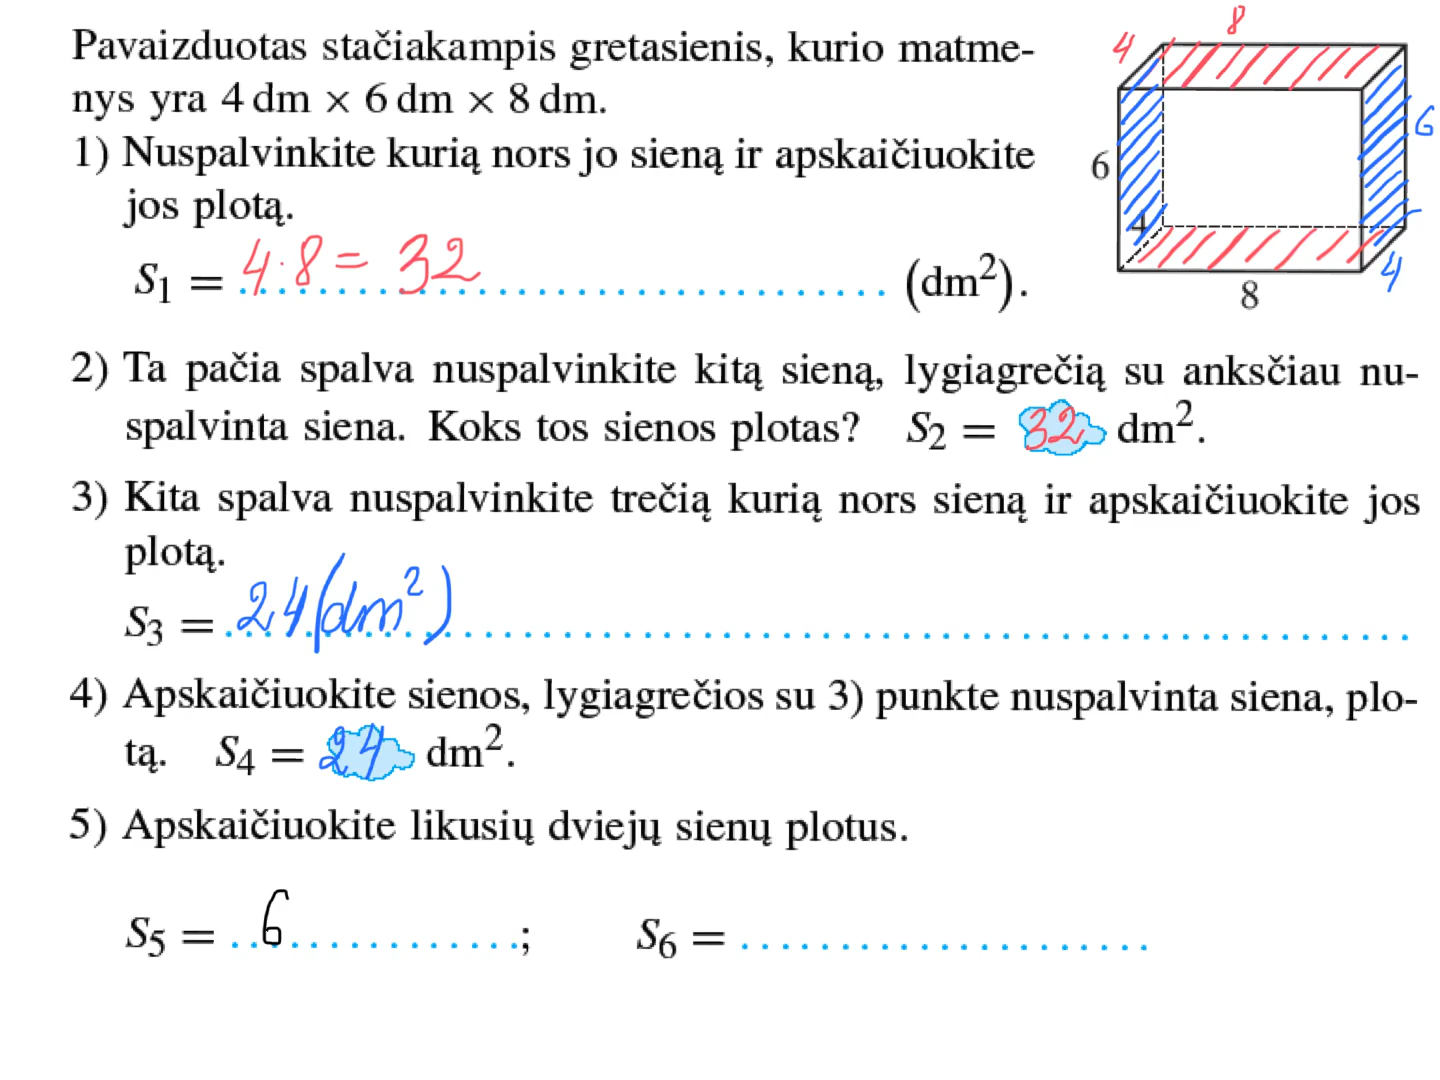 Pavaizduotas stačiakampis gretasienis, kurio matme-
nys yra 4 dm × 6 dm × 8 dm.
1) Nuspalvinkite kurią nors jo sieną ir apskaičiuokite
jos plotą.
S₁ = 4·8 = 32 (dm²).
8
4
6
6
4
8
4
2) Ta pačia spalva nuspalvinkite kitą sieną, lygiagrečią su anksčiau nu-
spalvinta siena. Koks tos sienos plotas? S₂ = 32 dm².
3) Kita spalva nuspalvinkite trečią kurią nors sieną ir apskaičiuokite jos
plotą.
S₃ = 24 (dm²)
4) Apskaičiuokite sienos, lygiagrečios su 3) punkte nuspalvinta siena, plo-
tą. S₄ = 24 dm².
5) Apskaičiuokite likusių dviejų sienų plotus.
S₅ = 6 ; S₆ =